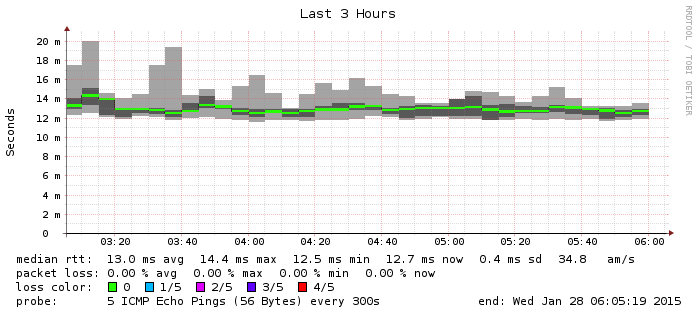 Last 3 Hours
RRDTOOL / TOBI OETIKER
Seconds
20 m
18 m
16 m
14 m
12 m
10 m
8 m
6 m
4 m
2 m
0
03:20 03:40 04:00 04:20 04:40 05:00 05:20 05:40 06:00
median rtt: 13.0 ms avg 14.4 ms max 12.5 ms min 12.7 ms now 0.4 ms sd 34.8 am/s
packet loss: 0.00 % avg 0.00 % max 0.00 % min 0.00 % now
loss color: 0 1/5 2/5 3/5 4/5
probe: 5 ICMP Echo Pings (56 Bytes) every 300s end: Wed Jan 28 06:05:19 2015